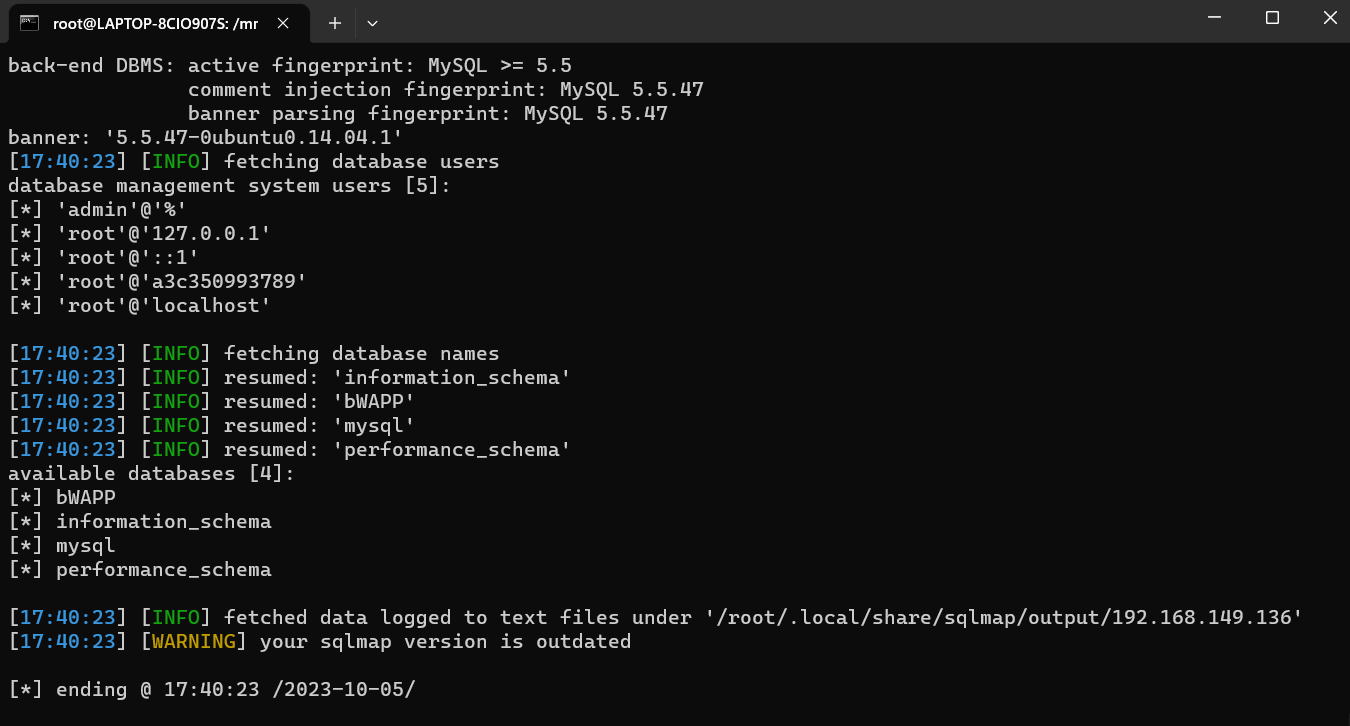 root@LAPTOP-8CIO907S: /mr
back-end DBMS: active fingerprint: MySQL >= 5.5
comment injection fingerprint: MySQL 5.5.47
banner parsing fingerprint: MySQL 5.5.47
banner: '5.5.47-0ubuntu0.14.04.1'
[17:40:23] [INFO] fetching database users
database management system users [5]:
[*] 'admin'@'%'
[*] 'root'@'127.0.0.1'
[*] 'root'@'::1'
[*] 'root'@'a3c350993789'
[*] 'root'@'localhost'
[17:40:23] [INFO] fetching database names
[17:40:23] [INFO] resumed: 'information_schema'
[17:40:23] [INFO] resumed: 'bWAPP'
[17:40:23] [INFO] resumed: 'mysql'
[17:40:23] [INFO] resumed: 'performance_schema'
available databases [4]:
[*] bWAPP
[*] information_schema
[*] mysql
[*] performance_schema
[17:40:23] [INFO] fetched data logged to text files under '/root/.local/share/sqlmap/output/192.168.149.136'
[17:40:23] [WARNING] your sqlmap version is outdated
[*] ending @ 17:40:23 /2023-10-05/